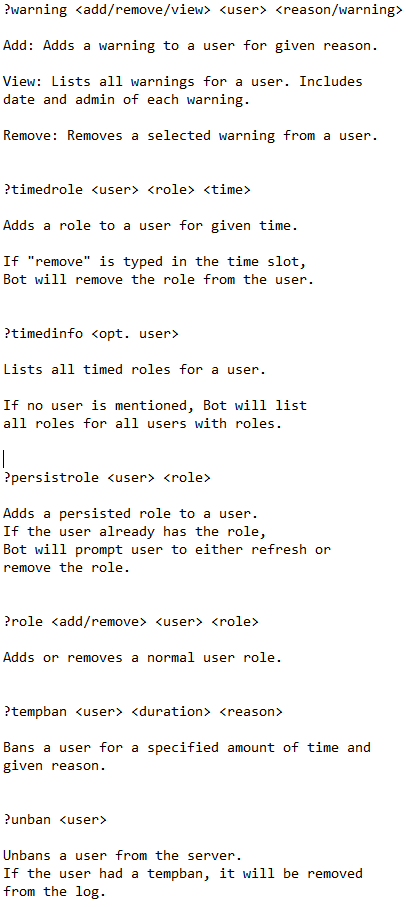 ?warning <add/remove/view> <user> <reason/warning>
Add: Adds a warning to a user for given reason.
View: Lists all warnings for a user. Includes
date and admin of each warning.
Remove: Removes a selected warning from a user.
?timedrole <user> <role> <time>
Adds a role to a user for given time.
If "remove" is typed in the time slot,
Bot will remove the role from the user.
?timedinfo <opt. user>
Lists all timed roles for a user.
If no user is mentioned, Bot will list
all roles for all users with roles.
?persistrole <user> <role>
Adds a persisted role to a user.
If the user already has the role,
Bot will prompt user to either refresh or
remove the role.
?role <add/remove> <user> <role>
Adds or removes a normal user role.
?tempban <user> <duration> <reason>
Bans a user for a specified amount of time and
given reason.
?unban <user>
Unbans a user from the server.
If the user had a tempban, it will be removed
from the log.